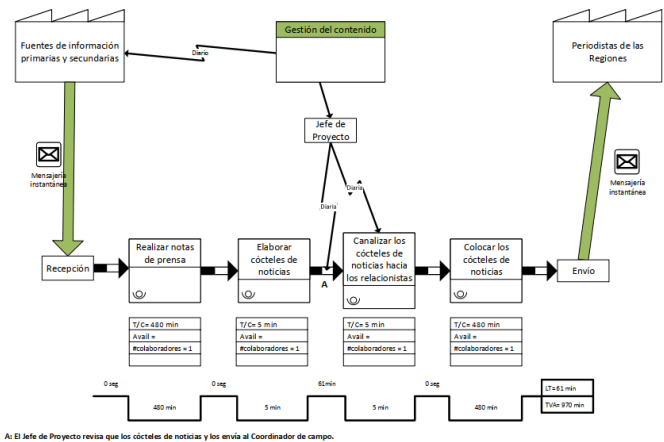 Fuentes de información
primarias y secundarias
Gestión del contenido
Periodistas de las
Regiones
Diario
Jefe de
Proyecto
Mensajería
instantánea
Mensajería
instantánea
Diaria
Diaria
Recepción
Realizar notas
de prensa
Elaborar
cócteles de
noticias
Canalizar los
cócteles de
noticias hacia
los relacionistas
Colocar los
cócteles de
noticias
Envío
A
T/C= 480 min
Avail =
#colaboradores = 1
T/C= 5 min
Avail =
#colaboradores = 1
T/C= 5 min
Avail =
#colaboradores = 1
T/C= 480 min
Avail =
#colaboradores = 1
0 seg
0 seg
61min
0 seg
480 min
5 min
5 min
480 min
LT=61 min
TVA= 970 min
A: El Jefe de Proyecto revisa que los cócteles de noticias y los envía al Coordinador de campo.